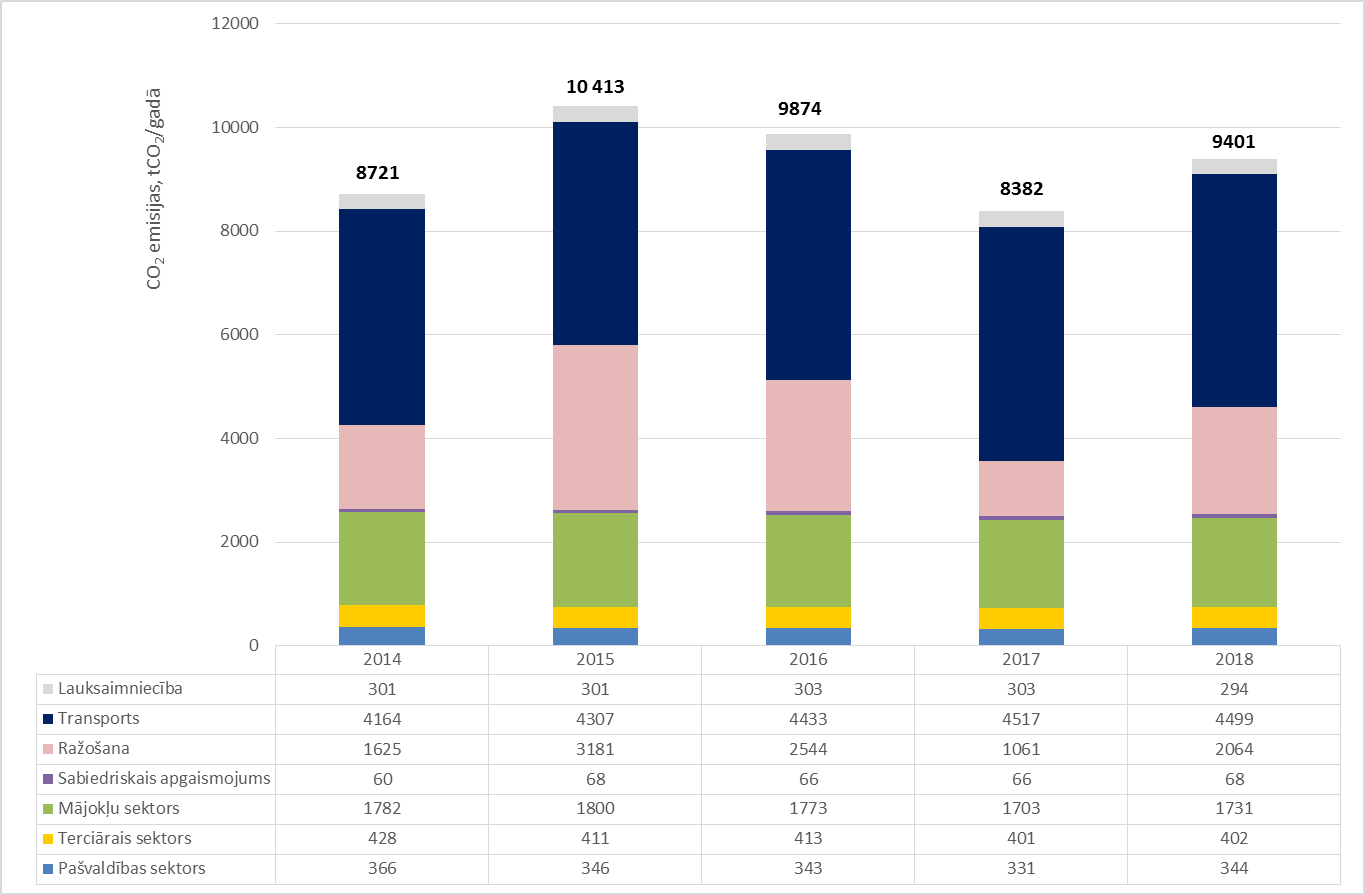 12000
10 413
9874
10000
9401
8721
8382
CO₂ emisijas, tCO₂/gadā
8000
6000
4000
2000
0
2014 2015 2016 2017 2018
Lauksaimniecība 301 301 303 303 294
Transports 4164 4307 4433 4517 4499
Ražošana 1625 3181 2544 1061 2064
Sabiedriskais apgaismojums 60 68 66 66 68
Mājokļu sektors 1782 1800 1773 1703 1731
Terciārais sektors 428 411 413 401 402
Pašvaldības sektors 366 346 343 331 344